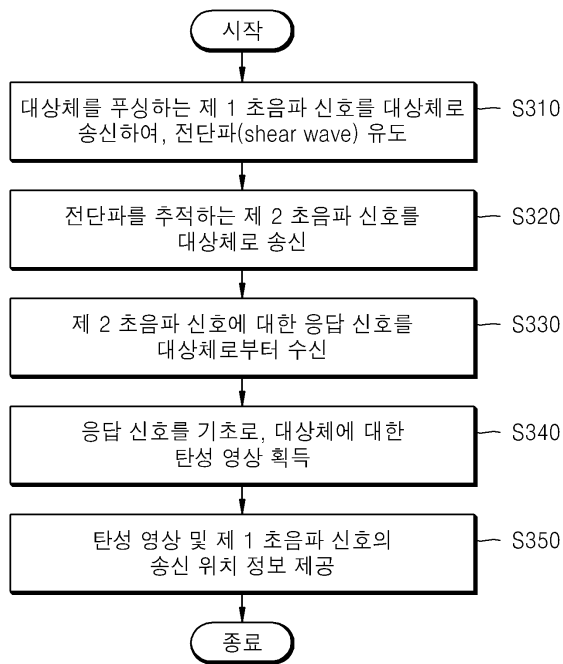 시작
대상체를 푸싱하는 제 1 초음파 신호를 대상체로
송신하여, 전단파(shear wave) 유도
S310
전단파를 추적하는 제 2 초음파 신호를
대상체로 송신
S320
제 2 초음파 신호에 대한 응답 신호를
대상체로부터 수신
S330
응답 신호를 기초로, 대상체에 대한
탄성 영상 획득
S340
탄성 영상 및 제 1 초음파 신호의
송신 위치 정보 제공
S350
종료